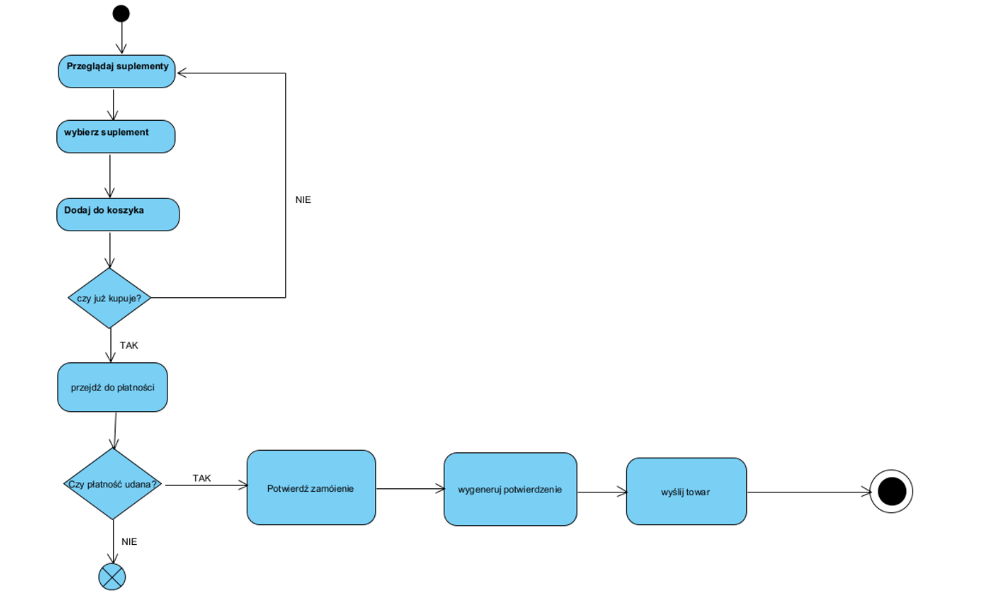 Przeglądaj suplementy
wybierz suplement
Dodaj do koszyka
NIE
czy już kupuje?
TAK
przejdź do płatności
Czy płatność udana?
TAK
Potwierdź zamóienie
wygeneruj potwierdzenie
wyślij towar
NIE